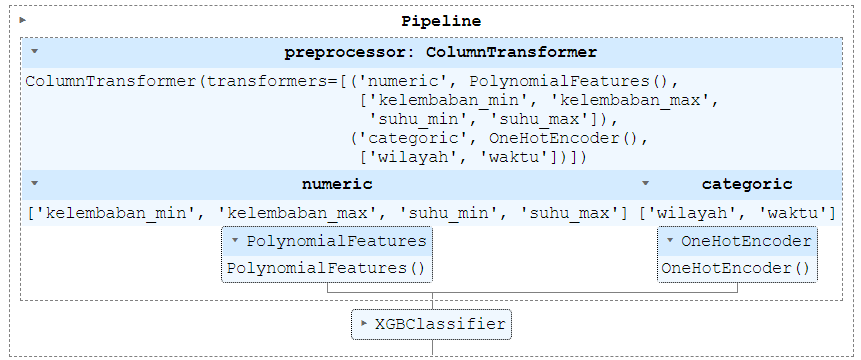 Pipeline
preprocessor: ColumnTransformer
ColumnTransformer(transformers=[('numeric', PolynomialFeatures(),
['kelembaban_min', 'kelembaban_max',
'suhu_min', 'suhu_max']),
('categoric', OneHotEncoder(),
['wilayah', 'waktu'])])
numeric categoric
['kelembaban_min', 'kelembaban_max', 'suhu_min', 'suhu_max'] ['wilayah', 'waktu']
PolynomialFeatures OneHotEncoder
PolynomialFeatures() OneHotEncoder()
XGBClassifier